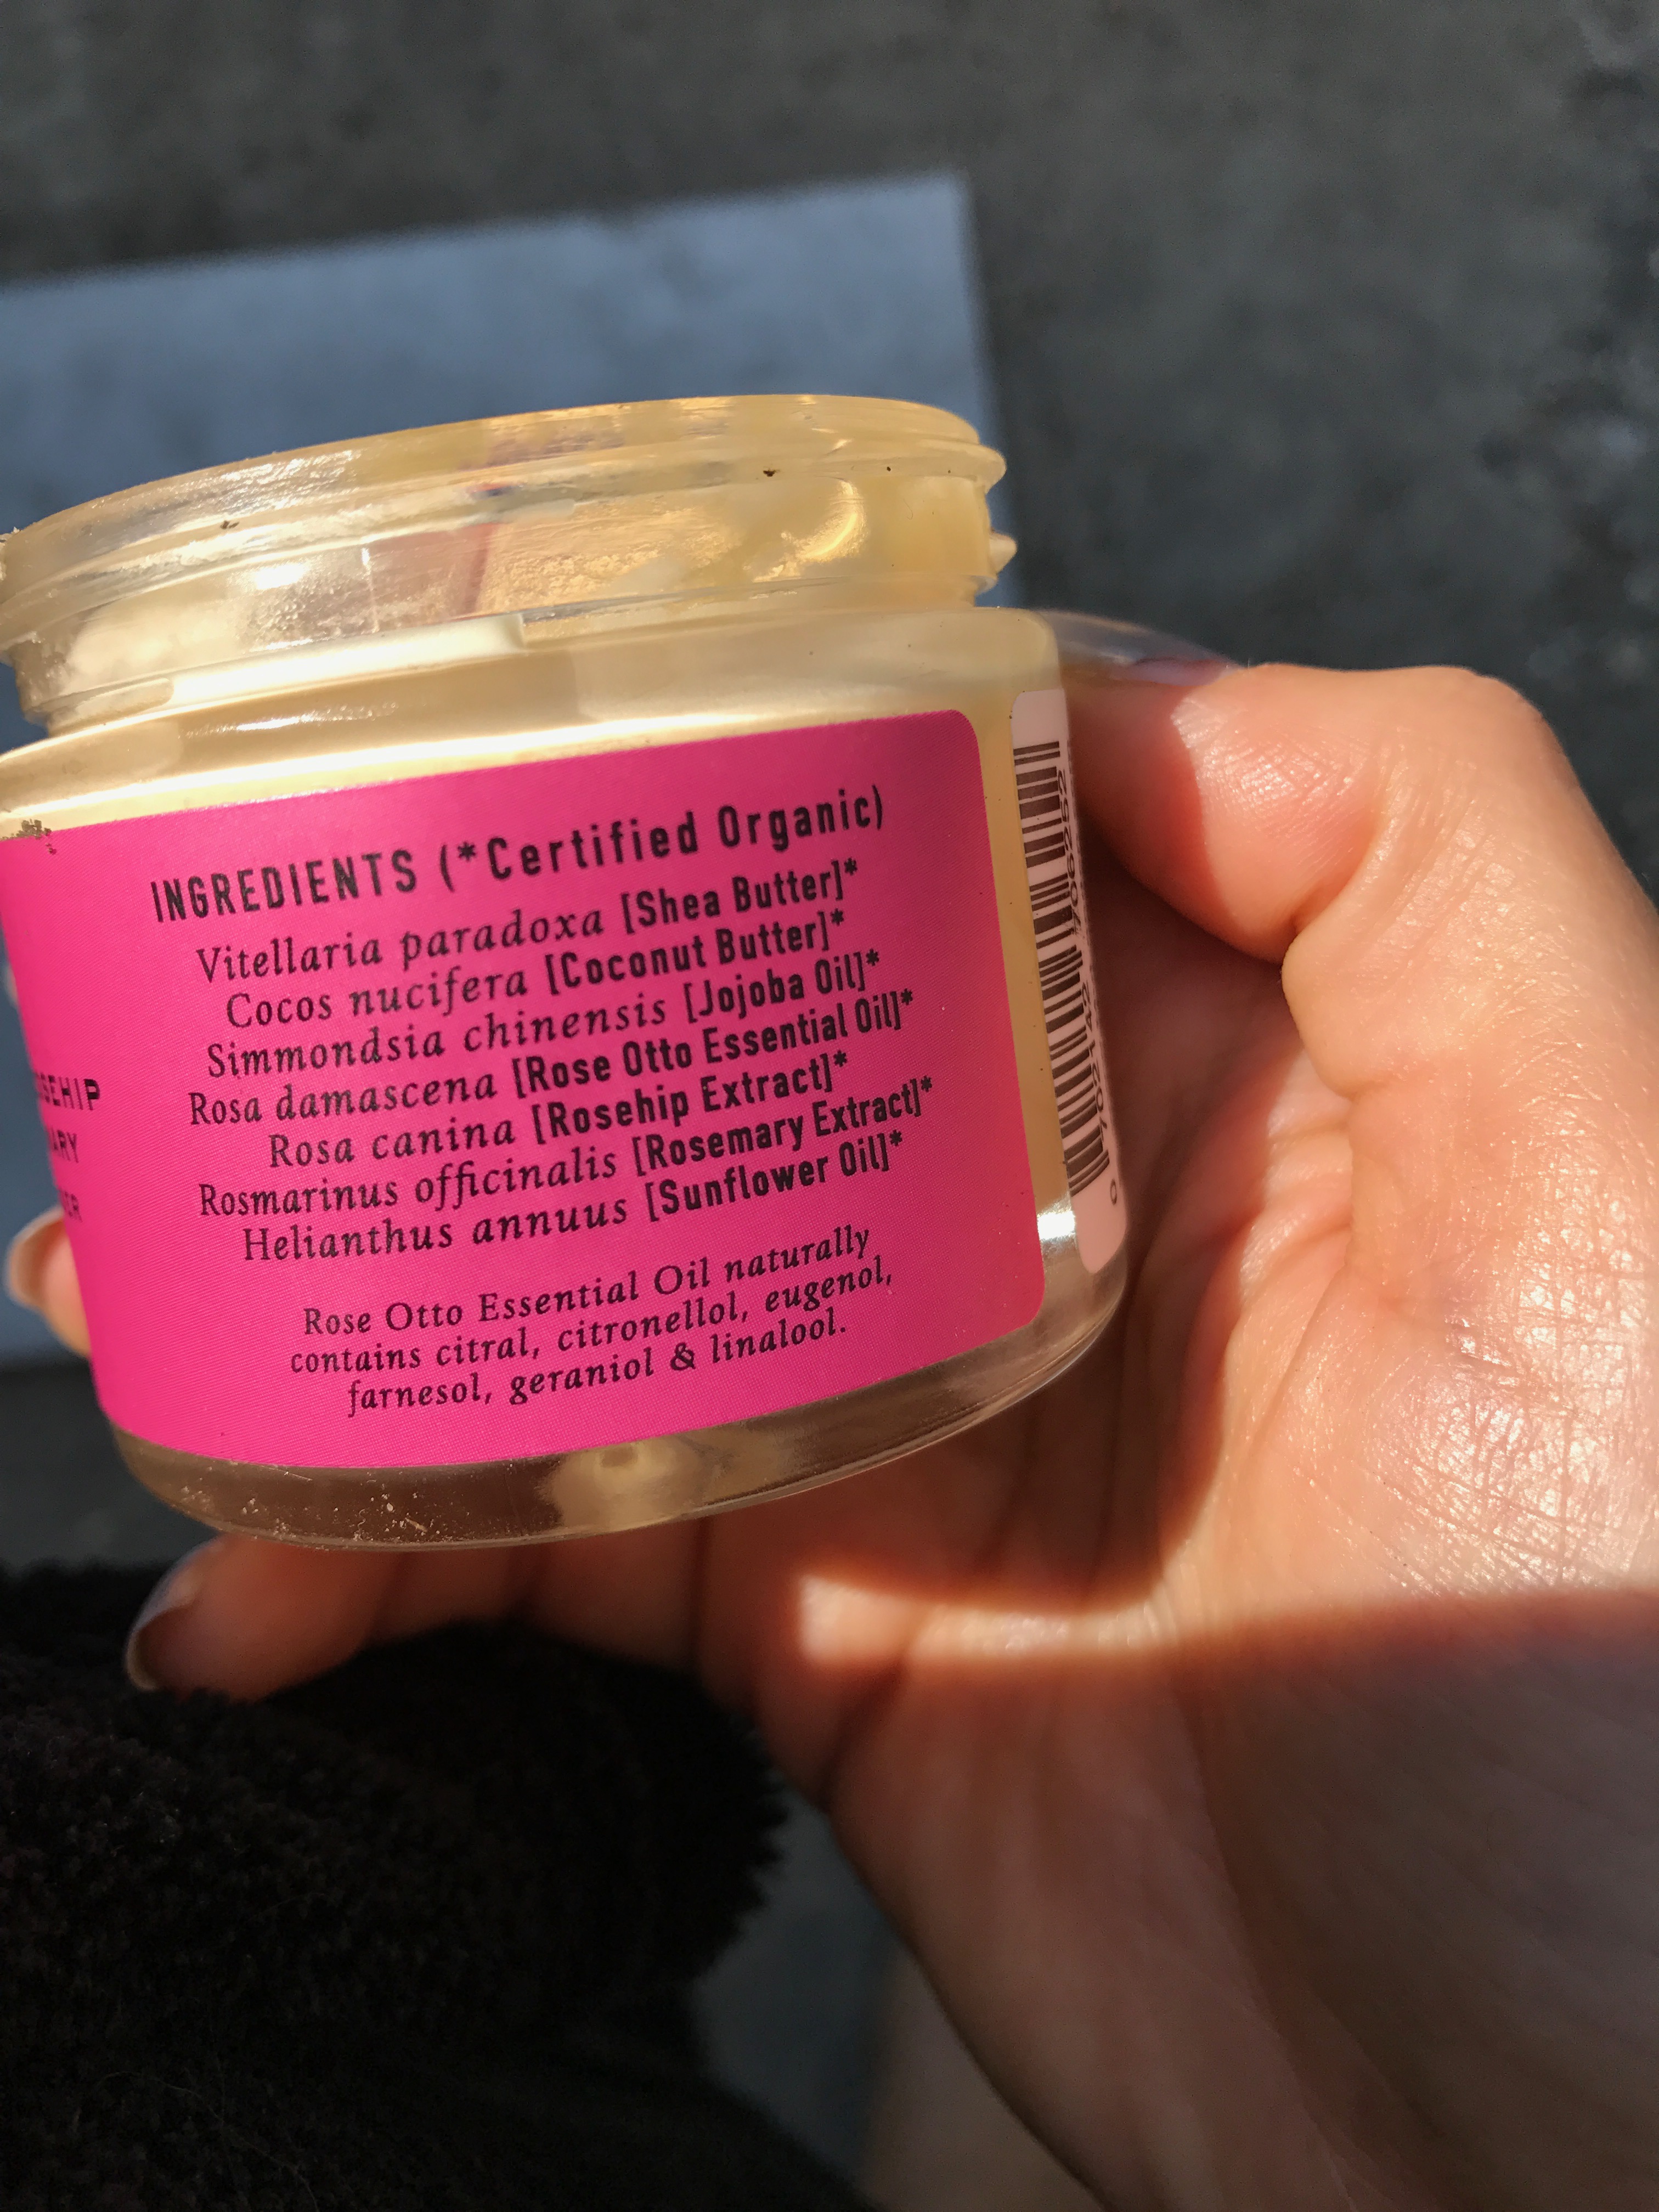 INGREDIENTS (*Certified Organic)
Vitellaria paradoxa [Shea Butter]*
Cocos nucifera [Coconut Butter]*
Simmondsia chinensis [Jojoba Oil]*
Rosa damascena [Rose Otto Essential Oil]*
Rosa canina [Rosehip Extract]*
Rosmarinus officinalis [Rosemary Extract]*
Helianthus annuus [Sunflower Oil]*
Rose Otto Essential Oil naturally
contains citral, citronellol, eugenol,
farnesol, geraniol & linalool.